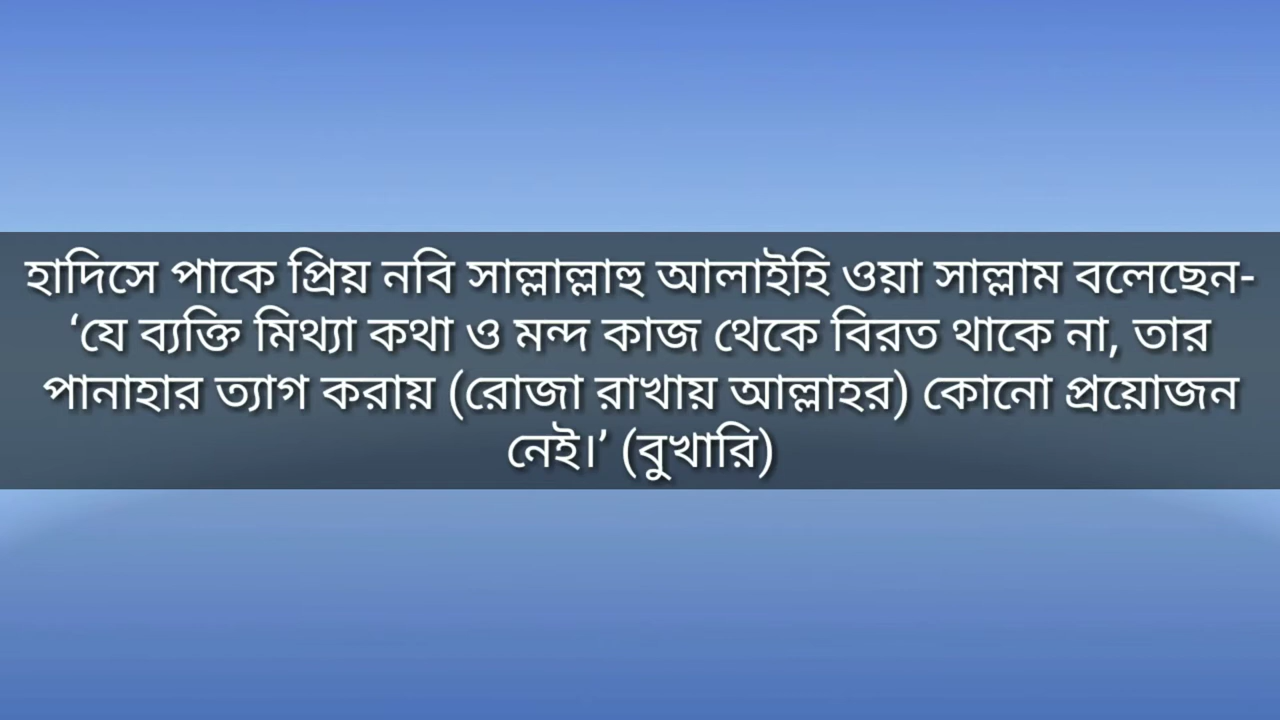 হাদিসে পাকে প্রিয় নবি সাল্লাল্লাহু আলাইহি ওয়া সাল্লাম বলেছেন-
‘যে ব্যক্তি মিথ্যা কথা ও মন্দ কাজ থেকে বিরত থাকে না, তার
পানাহার ত্যাগ করায় (রোজা রাখায় আল্লাহর) কোনো প্রয়োজন
নেই।’ (বুখারি)